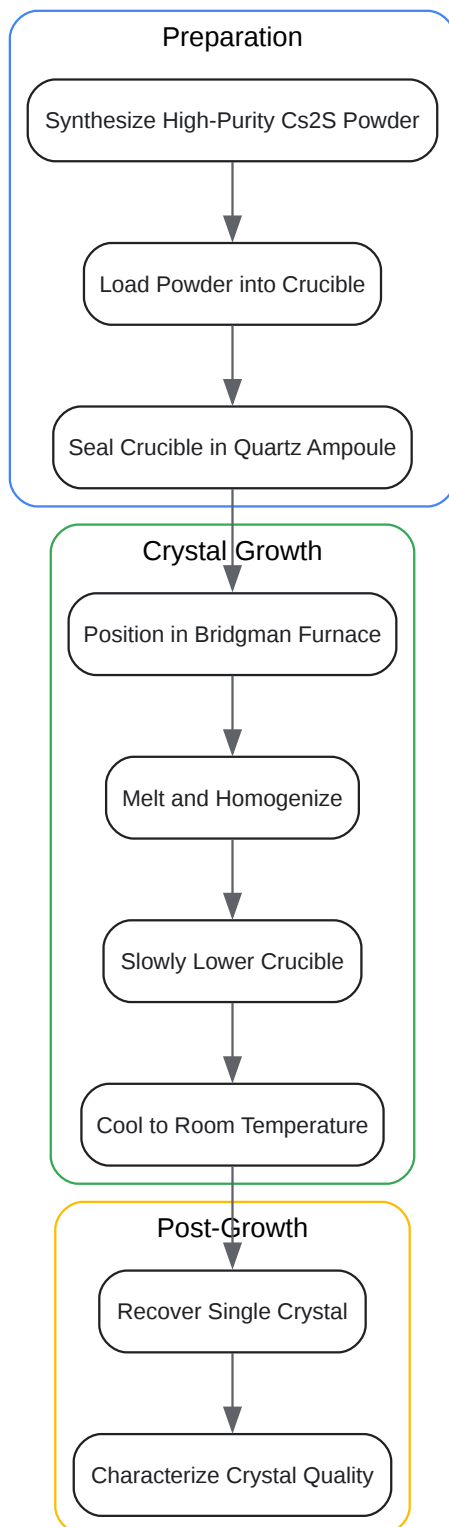 Preparation
Synthesize High-Purity Cs2S Powder
Load Powder into Crucible
Seal Crucible in Quartz Ampoule
Crystal Growth
Position in Bridgman Furnace
Melt and Homogenize
Slowly Lower Crucible
Cool to Room Temperature
Post-Growth
Recover Single Crystal
Characterize Crystal Quality